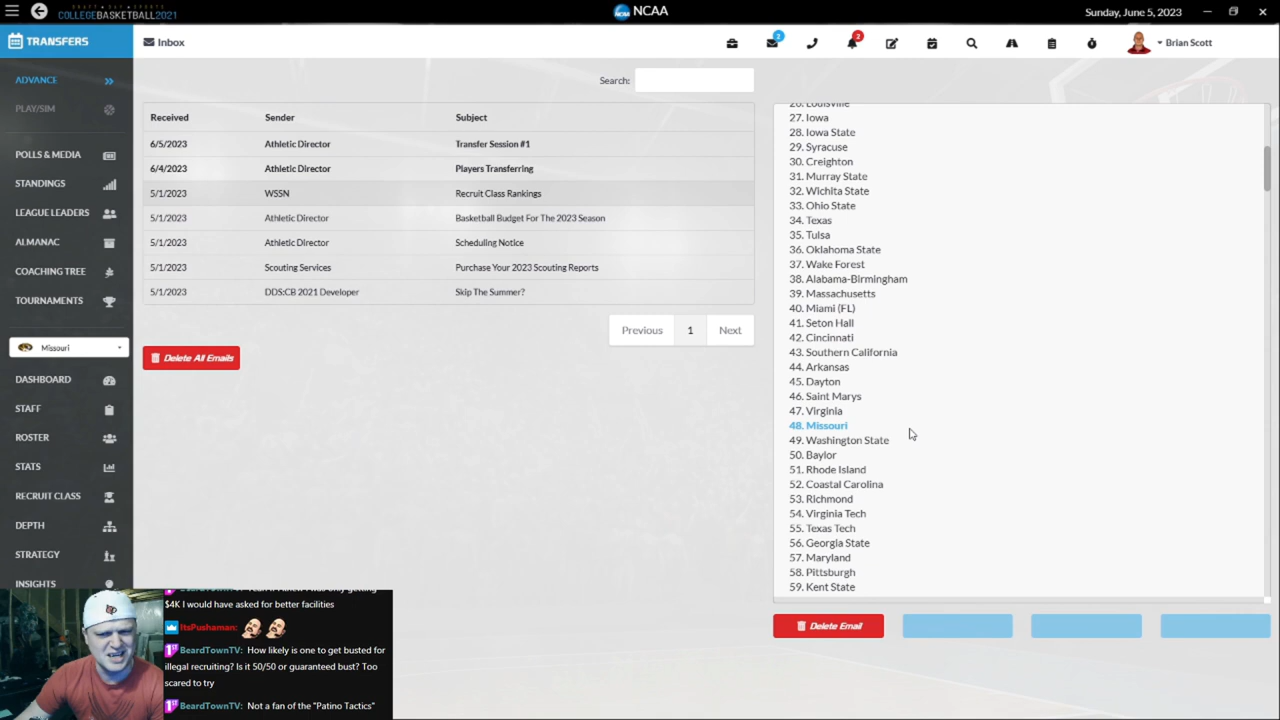 DRAFT DAY SPORTS
COLLEGEBASKETBALL2021
NCAA
Sunday, June 5, 2023
TRANSFERS
Inbox
2
2
Brian Scott
ADVANCE
PLAY/SIM
POLLS & MEDIA
STANDINGS
LEAGUE LEADERS
ALMANAC
COACHING TREE
TOURNAMENTS
Missouri
DASHBOARD
STAFF
ROSTER
STATS
RECRUIT CLASS
DEPTH
STRATEGY
INSIGHTS
Search:
Received Sender Subject
6/5/2023 Athletic Director Transfer Session #1
6/4/2023 Athletic Director Players Transferring
5/1/2023 WSSN Recruit Class Rankings
5/1/2023 Athletic Director Basketball Budget For The 2023 Season
5/1/2023 Athletic Director Scheduling Notice
5/1/2023 Scouting Services Purchase Your 2023 Scouting Reports
5/1/2023 DDS:CB 2021 Developer Skip The Summer?
Previous 1 Next
Delete All Emails
26. Louisville
27. Iowa
28. Iowa State
29. Syracuse
30. Creighton
31. Murray State
32. Wichita State
33. Ohio State
34. Texas
35. Tulsa
36. Oklahoma State
37. Wake Forest
38. Alabama-Birmingham
39. Massachusetts
40. Miami (FL)
41. Seton Hall
42. Cincinnati
43. Southern California
44. Arkansas
45. Dayton
46. Saint Marys
47. Virginia
48. Missouri
49. Washington State
50. Baylor
51. Rhode Island
52. Coastal Carolina
53. Richmond
54. Virginia Tech
55. Texas Tech
56. Georgia State
57. Maryland
58. Pittsburgh
59. Kent State
Delete Email
$4K I would have asked for better facilities
ItsPushaman:
BeardTownTV: How likely is one to get busted for
illegal recruiting? Is it 50/50 or guaranteed bust? Too
scared to try
BeardTownTV: Not a fan of the "Patino Tactics"